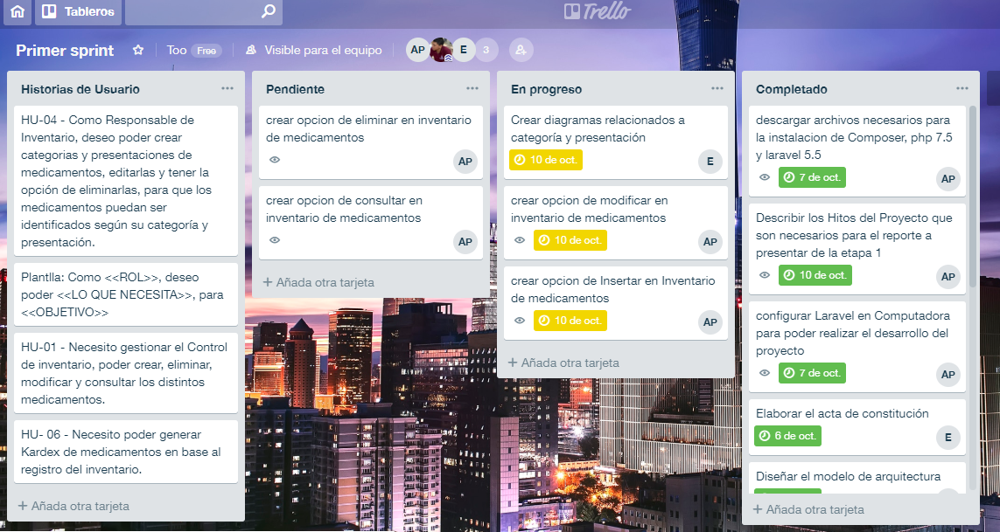 Tableros
Trello
Primer sprint
Too Free
Visible para el equipo
AP
E
3
Historias de Usuario
HU-04 - Como Responsable de
Inventario, deseo poder crear
categorias y presentaciones de
medicamentos, editarlas y tener la
opción de eliminarlas, para que los
medicamentos puedan ser
identificados según su categoría y
presentación.
Plantlla: Como <<ROL>>, deseo
poder <<LO QUE NECESITA>>, para
<<OBJETIVO>>
HU-01 - Necesito gestionar el Control
de inventario, poder crear, eliminar,
modificar y consultar los distintos
medicamentos.
HU- 06 - Necesito poder generar
Kardex de medicamentos en base al
registro del inventario.
+ Añada otra tarjeta
Pendiente
crear opcion de eliminar en inventario
de medicamentos
AP
crear opcion de consultar en
inventario de medicamentos
AP
+ Añada otra tarjeta
En progreso
Crear diagramas relacionados a
categoría y presentación
10 de oct.
E
crear opcion de modificar en
inventario de medicamentos
10 de oct.
AP
crear opcion de Insertar en Inventario
de medicamentos
10 de oct.
AP
+ Añada otra tarjeta
Completado
descargar archivos necesarios para
la instalacion de Composer, php 7.5
y laravel 5.5
7 de oct.
AP
Describir los Hitos del Proyecto que
son necesarios para el reporte a
presentar de la etapa 1
10 de oct.
AP
configurar Laravel en Computadora
para poder realizar el desarrollo del
proyecto
7 de oct.
AP
Elaborar el acta de constitución
6 de oct.
E
Diseñar el modelo de arquitectura
+ Añada otra tarjeta